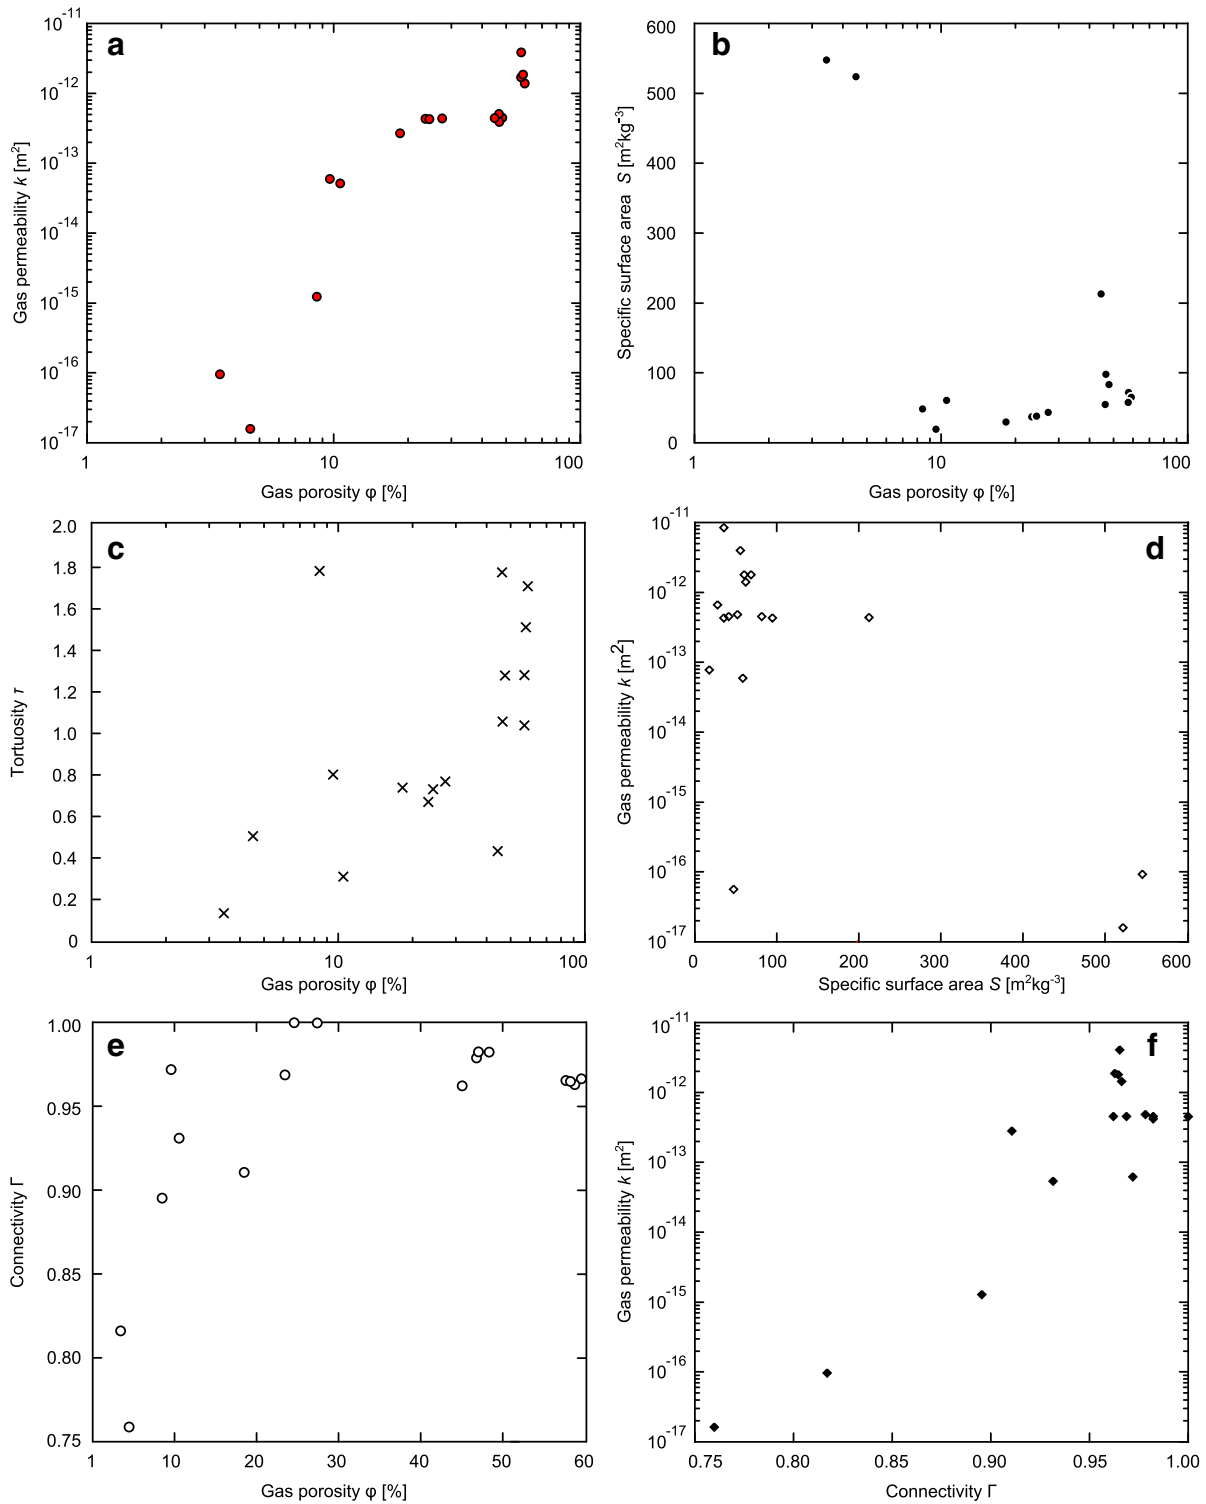 a
10-11
10-12
10-13
10-14
10-15
10-16
10-17
Gas permeability k [m2]
1 10 100
Gas porosity φ [%]
b
600
500
400
300
200
100
0
Specific surface area S [m2kg-3]
1 10 100
Gas porosity φ [%]
c
2.0
1.8
1.6
1.4
1.2
1.0
0.8
0.6
0.4
0.2
0
Tortuosity τ
1 10 100
Gas porosity φ [%]
d
10-11
10-12
10-13
10-14
10-15
10-16
10-17
Gas permeability k [m2]
0 100 200 300 400 500 600
Specific surface area S [m2kg-3]
e
1.00
0.95
0.90
0.85
0.80
0.75
Connectivity Γ
1 10 20 30 40 50 60
Gas porosity φ [%]
f
10-11
10-12
10-13
10-14
10-15
10-16
10-17
Gas permeability k [m2]
0.75 0.80 0.85 0.90 0.95 1.00
Connectivity Γ